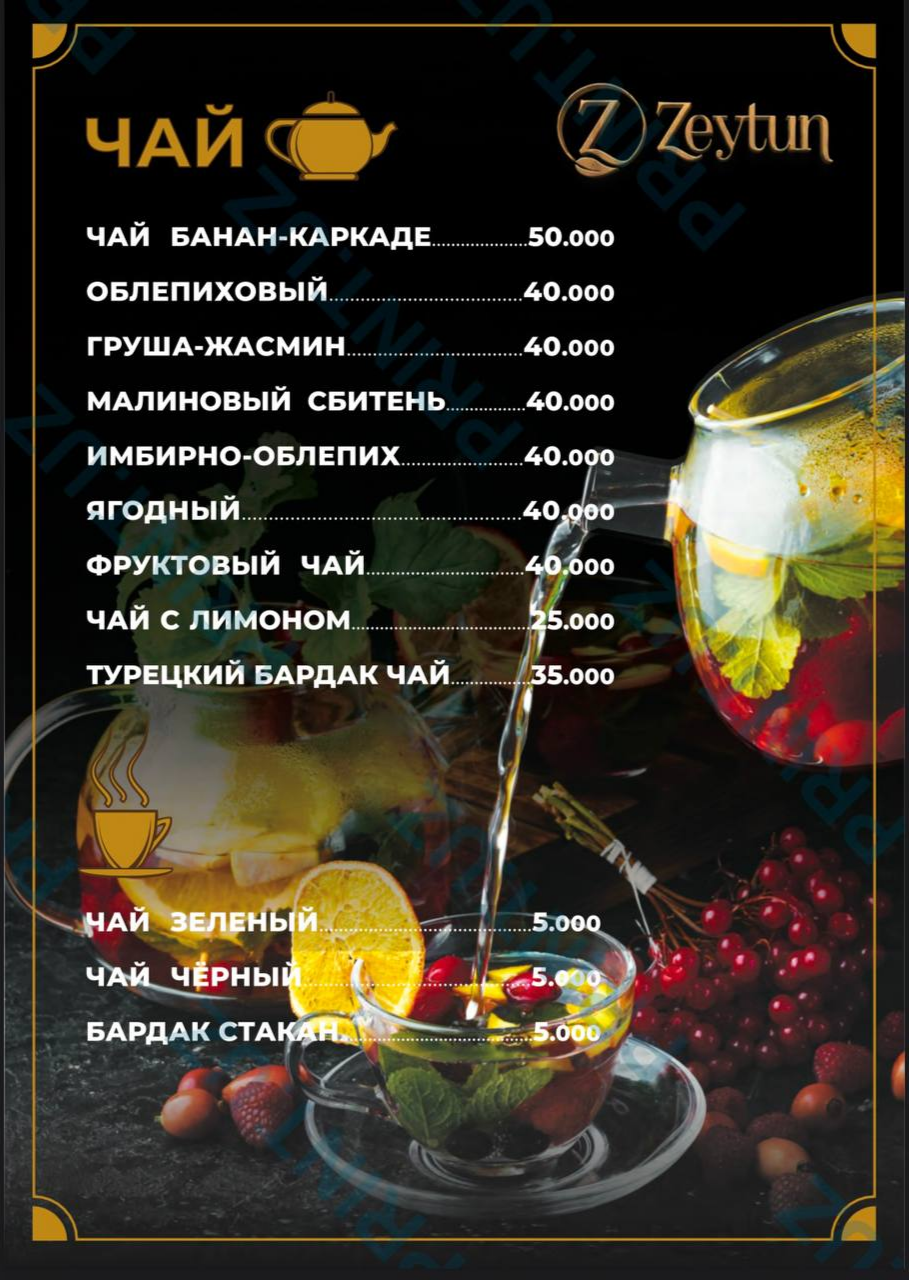 ЧАЙ
Z Zeytun
ЧАЙ БАНАН-КАРКАДЕ....................50.000
ОБЛЕПИХОВЫЙ....................40.000
ГРУША-ЖАСМИН....................40.000
МАЛИНОВЫЙ СБИТЕНЬ....................40.000
ИМБИРНО-ОБЛЕПИХ....................40.000
ЯГОДНЫЙ....................40.000
ФРУКТОВЫЙ ЧАЙ....................40.000
ЧАЙ С ЛИМОНОМ....................25.000
ТУРЕЦКИЙ БАРДАК ЧАЙ....................35.000
ЧАЙ ЗЕЛЕНЫЙ....................5.000
ЧАЙ ЧЁРНЫЙ....................5.000
БАРДАК СТАКАН....................5.000
PRINT.UZ